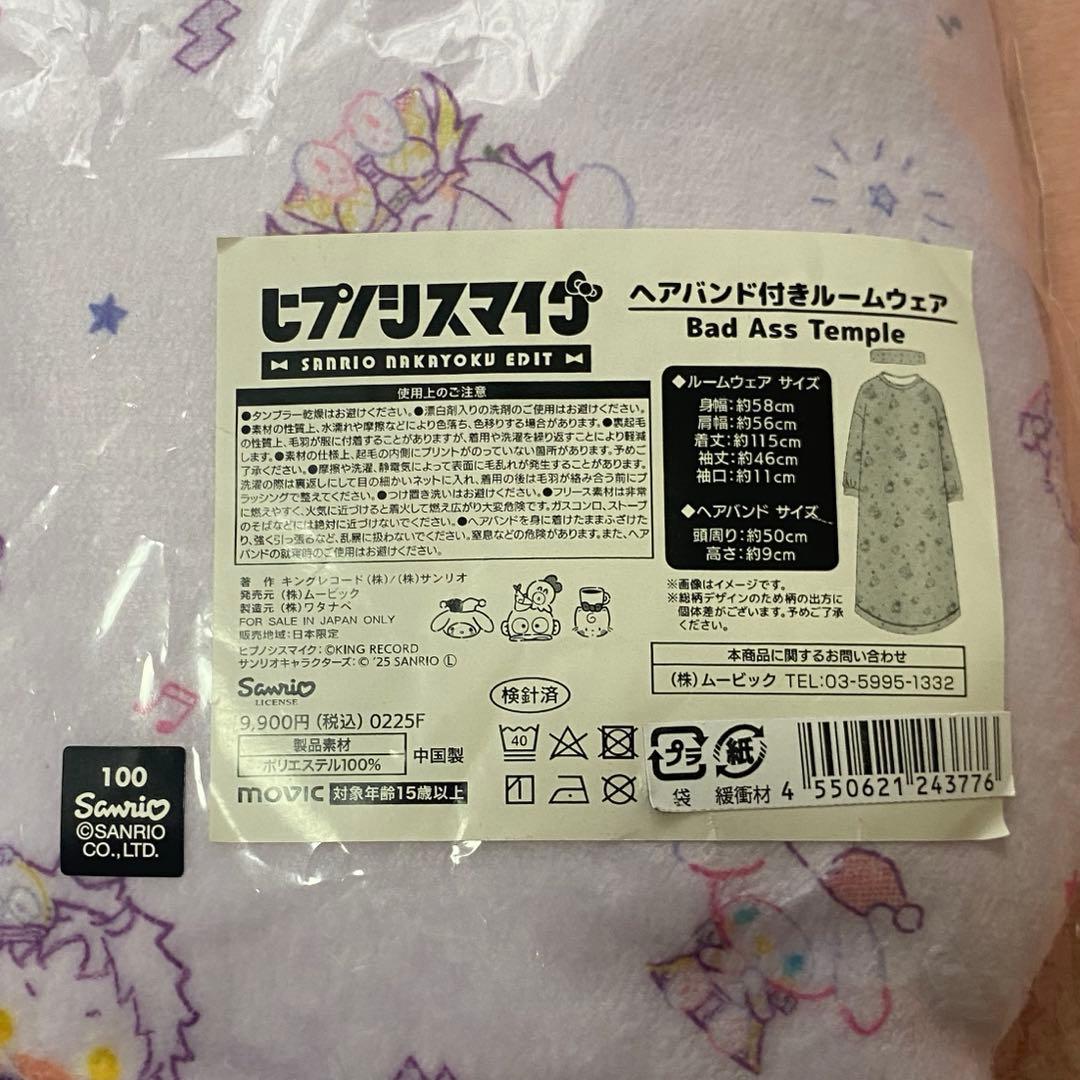 ヒプノシスマイク
SANRIO NAKAYOKU EDIT
ヘアバンド付きルームウェア
Bad Ass Temple
使用上のご注意
●タンブラー乾燥はお避けください。●漂白剤入りの洗剤のご使用はお避けください。
●素材の性質上、水濡れや摩擦などにより色落ち、色移りする場合があります。●裏起毛
の性質上、毛羽が服に付着することがありますが、着用や洗濯を繰り返すことにより軽減
します。●素材の仕様上、起毛の内側にプリントがのっていない箇所があります。予めご
了承ください。●摩擦や洗濯、静電気によって表面に毛乱れが発生することがあります。
洗濯の際は裏返しにして目の細かいネットに入れ、着用の後は毛羽が絡み合う前にブ
ラッシングで整えてください。●つけ置き洗いはお避けください。●フリース素材は非常
に燃えやすく、火気に近づけると着火して燃え広がり大変危険です。ガスコンロ、ストーブ
のそばなどには絶対に近づけないでください。●ヘアバンドを身に着けたままふざけた
り、強く引っ張るなど、乱暴に扱わないでください。窒息などの危険があります。また、ヘア
バンドの就寝時のご使用はお避けください。
◆ルームウェア サイズ
身幅:約58cm
肩幅:約56cm
着丈:約115cm
袖丈:約46cm
袖口:約11cm
◆ヘアバンド サイズ
頭周り:約50cm
高さ:約9cm
※画像はイメージです。
※総柄デザインのため柄の出方に
個体差がございます。予めご了承
ください。
著 作 キングレコード(株)/(株)サンリオ
発売元 (株)ムービック
製造元 (株)ワタナベ
FOR SALE IN JAPAN ONLY
販売地域:日本限定
ヒプノシスマイク:©KING RECORD
サンリオキャラクターズ:© '25 SANRIO Ⓛ
Sanrio
LICENSE
検針済
本商品に関するお問い合わせ
(株)ムービック TEL:03-5995-1332
9,900円(税込) 0225F
製品素材
ポリエステル100%
中国製
movic 対象年齢15歳以上
40
プラ
紙
袋 緩衝材
4 550621 243776
100
Sanrio
©SANRIO
CO.,LTD.